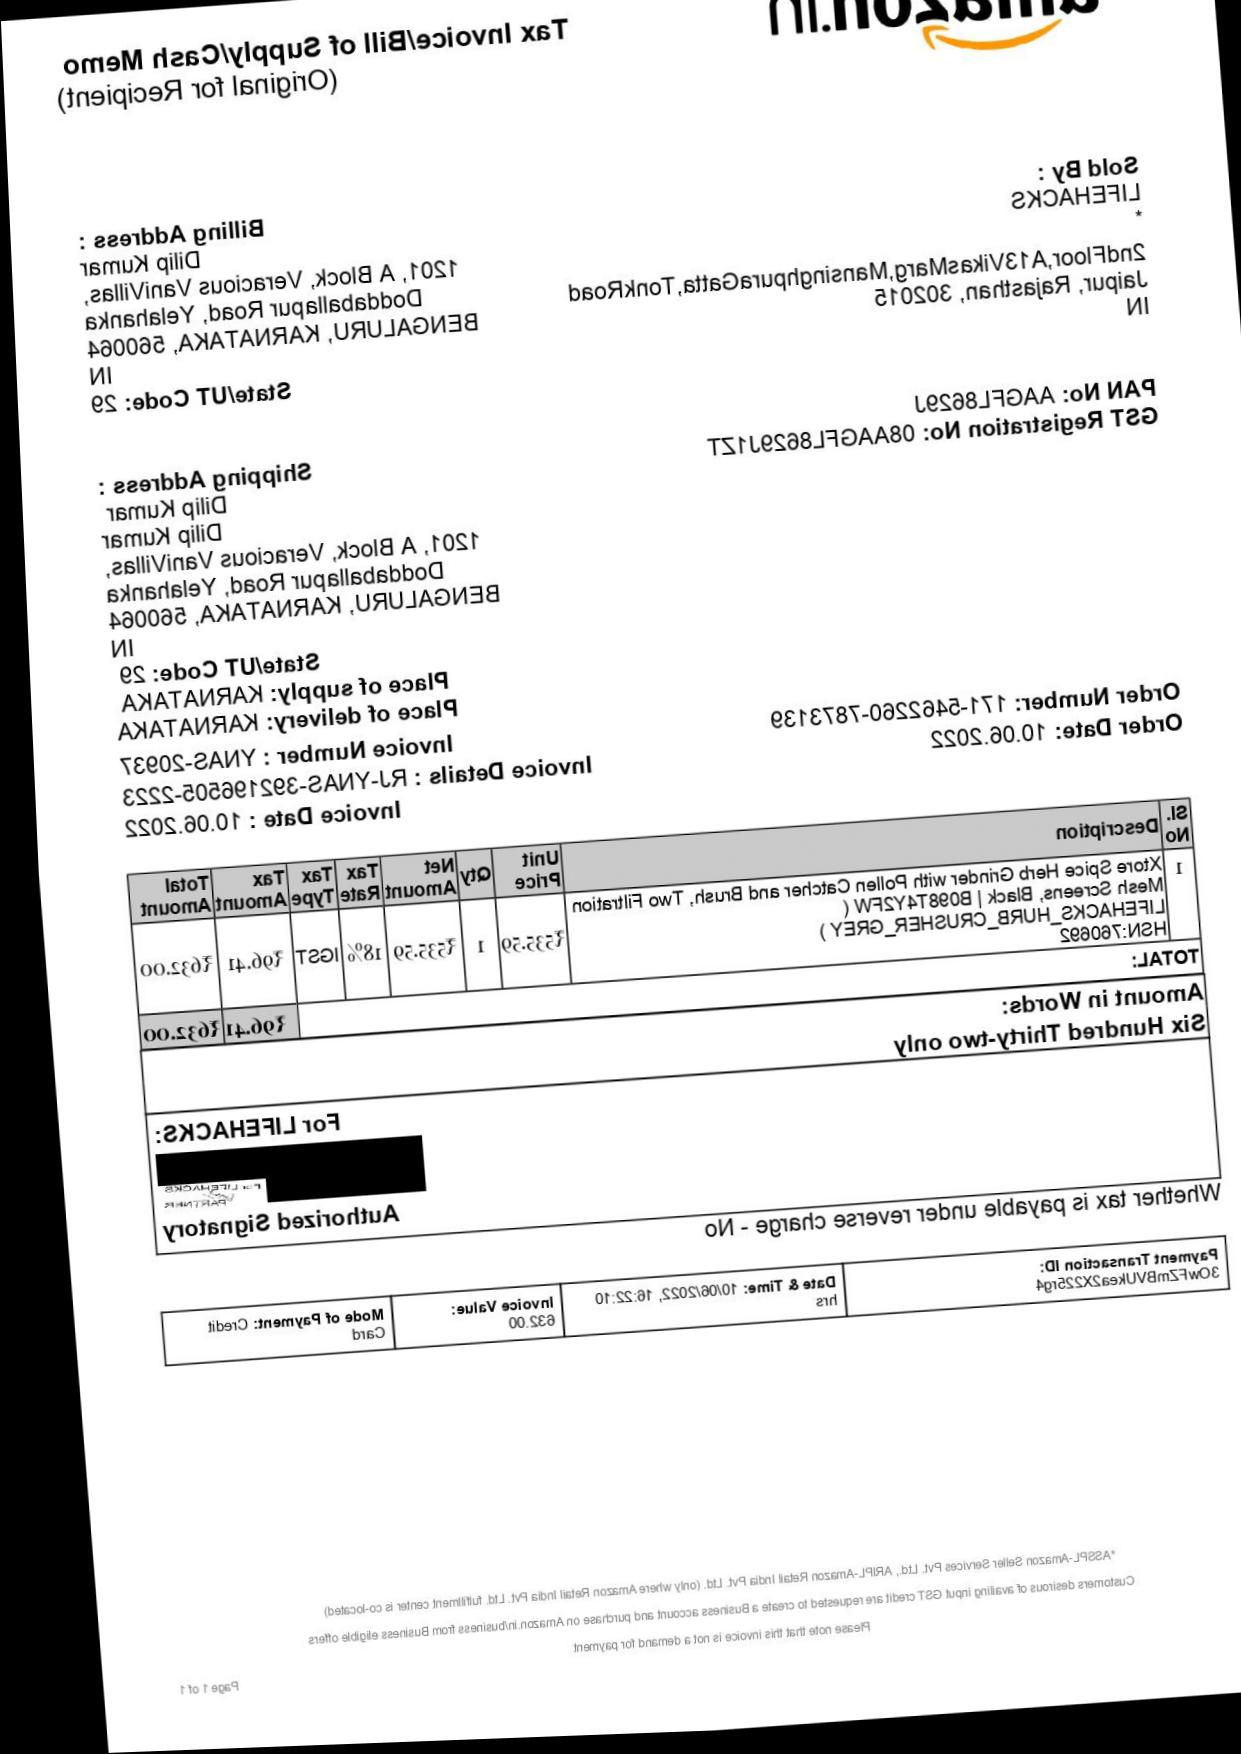 amazon.in
Tax Invoice/Bill of Supply/Cash Memo
(Original for Recipient)
Sold By :
LIFEHACKS
*
2ndFloor,A13VikasMarg,MansinghpuraGatta,TonkRoad
Jaipur, Rajasthan, 302015
IN
Billing Address :
Dilip Kumar
1201, A Block, Veracious VaniVillas,
Doddaballapur Road, Yelahanka
BENGALURU, KARNATAKA, 560064
IN
State/UT Code: 29
PAN No: AAGFL8629J
GST Registration No: 08AAGFL8629J1ZT
Shipping Address :
Dilip Kumar
Dilip Kumar
1201, A Block, Veracious VaniVillas,
Doddaballapur Road, Yelahanka
BENGALURU, KARNATAKA, 560064
IN
State/UT Code: 29
Place of supply: KARNATAKA
Place of delivery: KARNATAKA
Order Number: 171-5462260-7873139
Order Date: 10.06.2022
Invoice Number : YNAS-20937
Invoice Details : RJ-YNAS-392196505-2223
Invoice Date : 10.06.2022
Sl. No Description Unit Price Qty Net Amount Tax Rate Tax Type Tax Amount Total Amount
1 Xtore Spice Herb Grinder with Pollen Catcher and Brush, Two Filtration
Mesh Screens, Black | B098T4Y2FW (
LIFEHACKS_HURB_CRUSHER_GREY )
HSN:760692
₹535.59 1 ₹535.59 18% IGST ₹96.41 ₹632.00
TOTAL: ₹96.41 ₹632.00
Amount in Words:
Six Hundred Thirty-two only
For LIFEHACKS:
For LIFEHACKS
PARTNER
Authorized Signatory
Whether tax is payable under reverse charge - No
Payment Transaction ID:
3OwFZmBVUkea2X225rg4
Date & Time: 10/06/2022, 16:22:10
hrs
Invoice Value:
632.00
Mode of Payment: Credit
Card
*ASSPL-Amazon Seller Services Pvt. Ltd., ARIPL-Amazon Retail India Pvt. Ltd. (only where Amazon Retail India Pvt. Ltd. fulfillment center is co-located)
Customers desirous of availing input GST credit are requested to create a Business account and purchase on Amazon.in/business from Business eligible offers
Please note that this invoice is not a demand for payment
Page 1 of 1